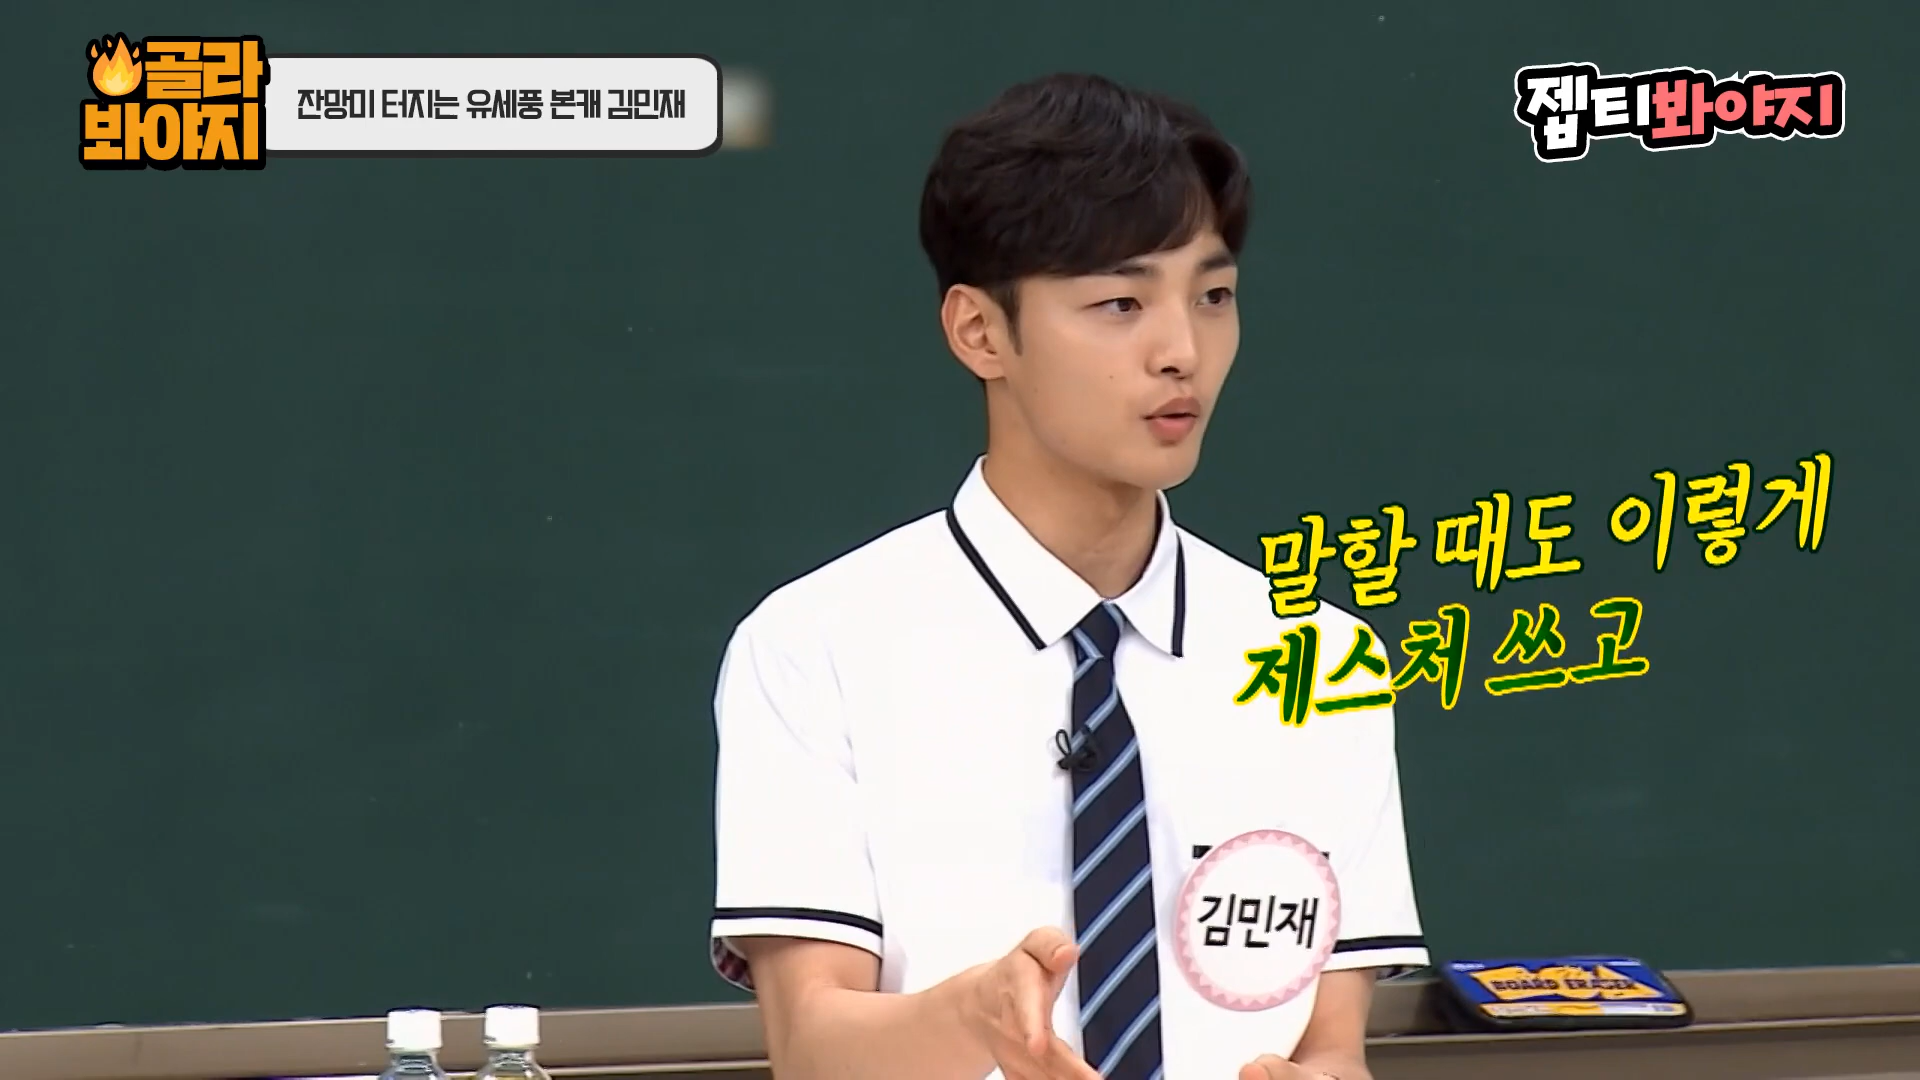 골라
봐야지
잔망미 터지는 유세풍 본캐 김민재
젭티봐야지
말할 때도 이렇게
제스처 쓰고
김민재
BOARD ERASER